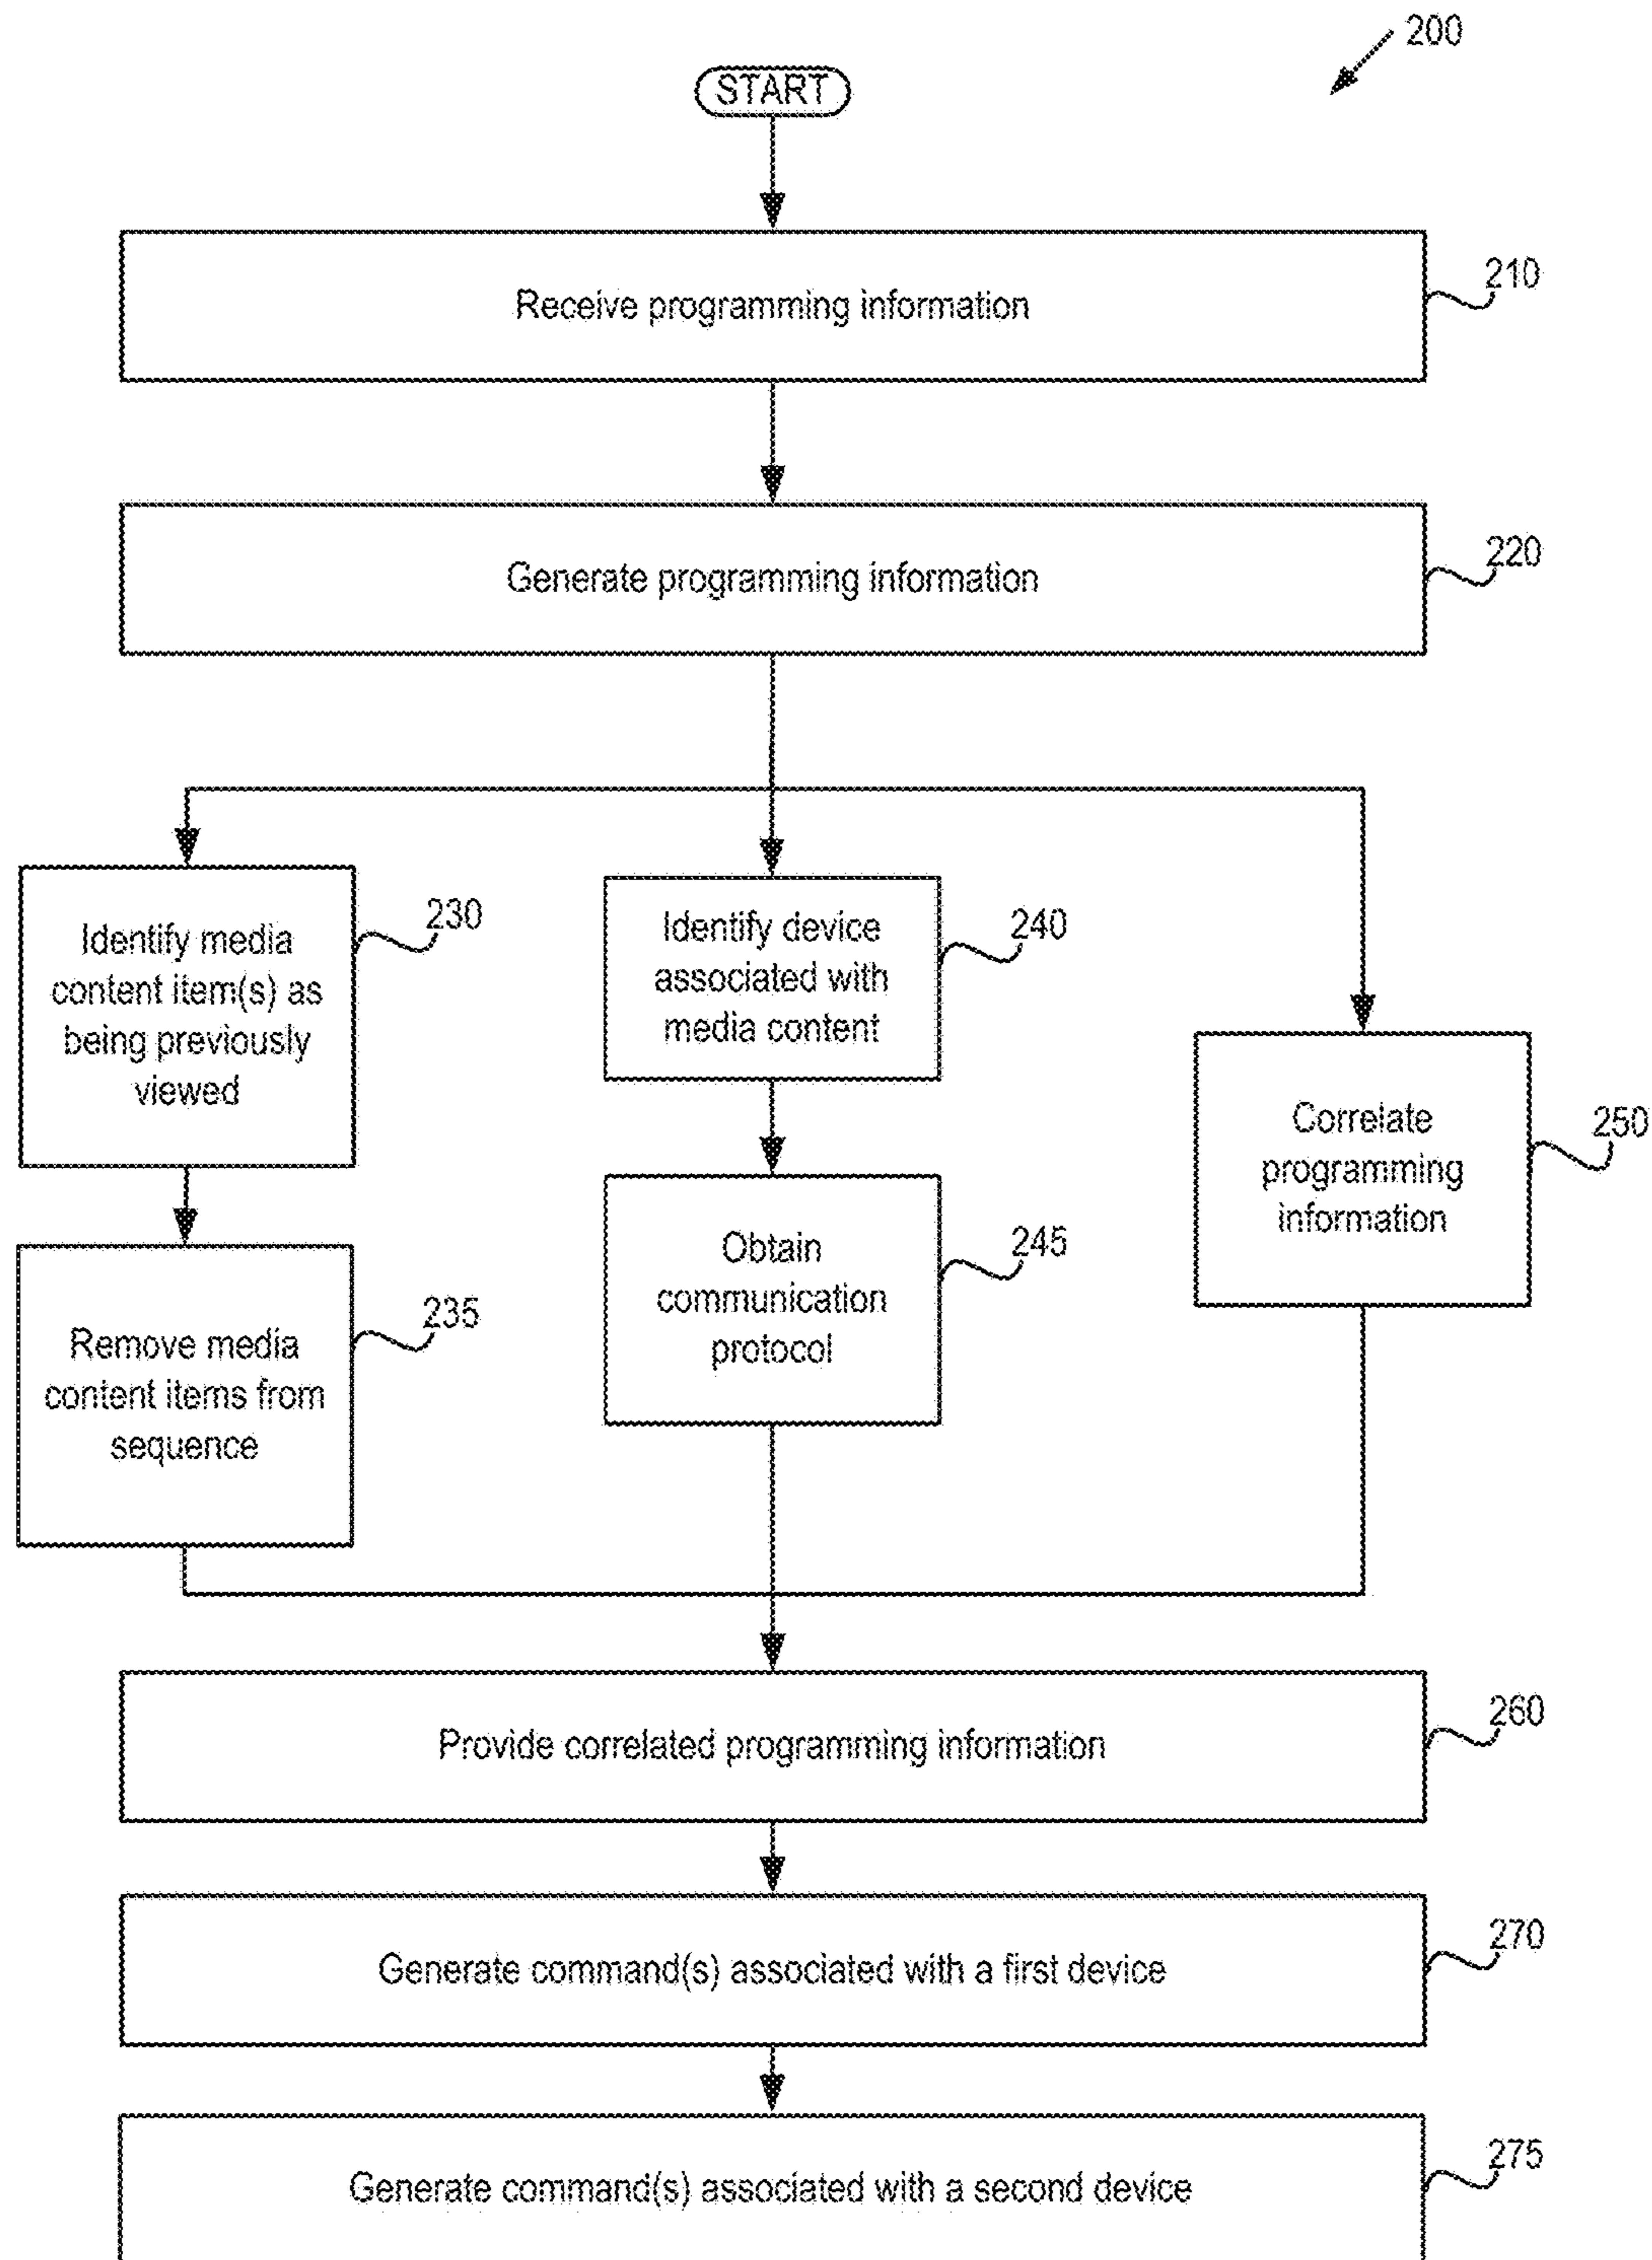 200
START
Receive programming information
210
Generate programming information
220
Identify media
content item(s) as
being previously
viewed
230
Identify device
associated with
media content
240
Correlate
programming
information
250
Remove media
content items from
sequence
235
Obtain
communication
protocol
245
Provide correlated programming information
260
Generate command(s) associated with a first device
270
Generate command(s) associated with a second device
275